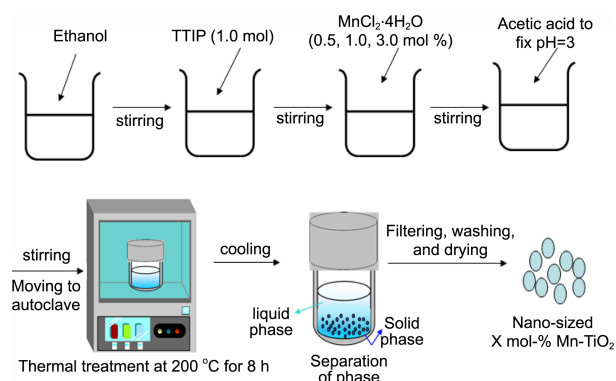 Ethanol
TTIP (1.0 mol)
MnCl₂·4H₂O
(0.5, 1.0, 3.0 mol %)
Acetic acid to
fix pH=3
stirring
stirring
stirring
stirring
Moving to
autoclave
cooling
Filtering, washing,
and drying
liquid
phase
Solid
phase
Thermal treatment at 200 °C for 8 h
Separation
of phase
Nano-sized
X mol-% Mn-TiO₂